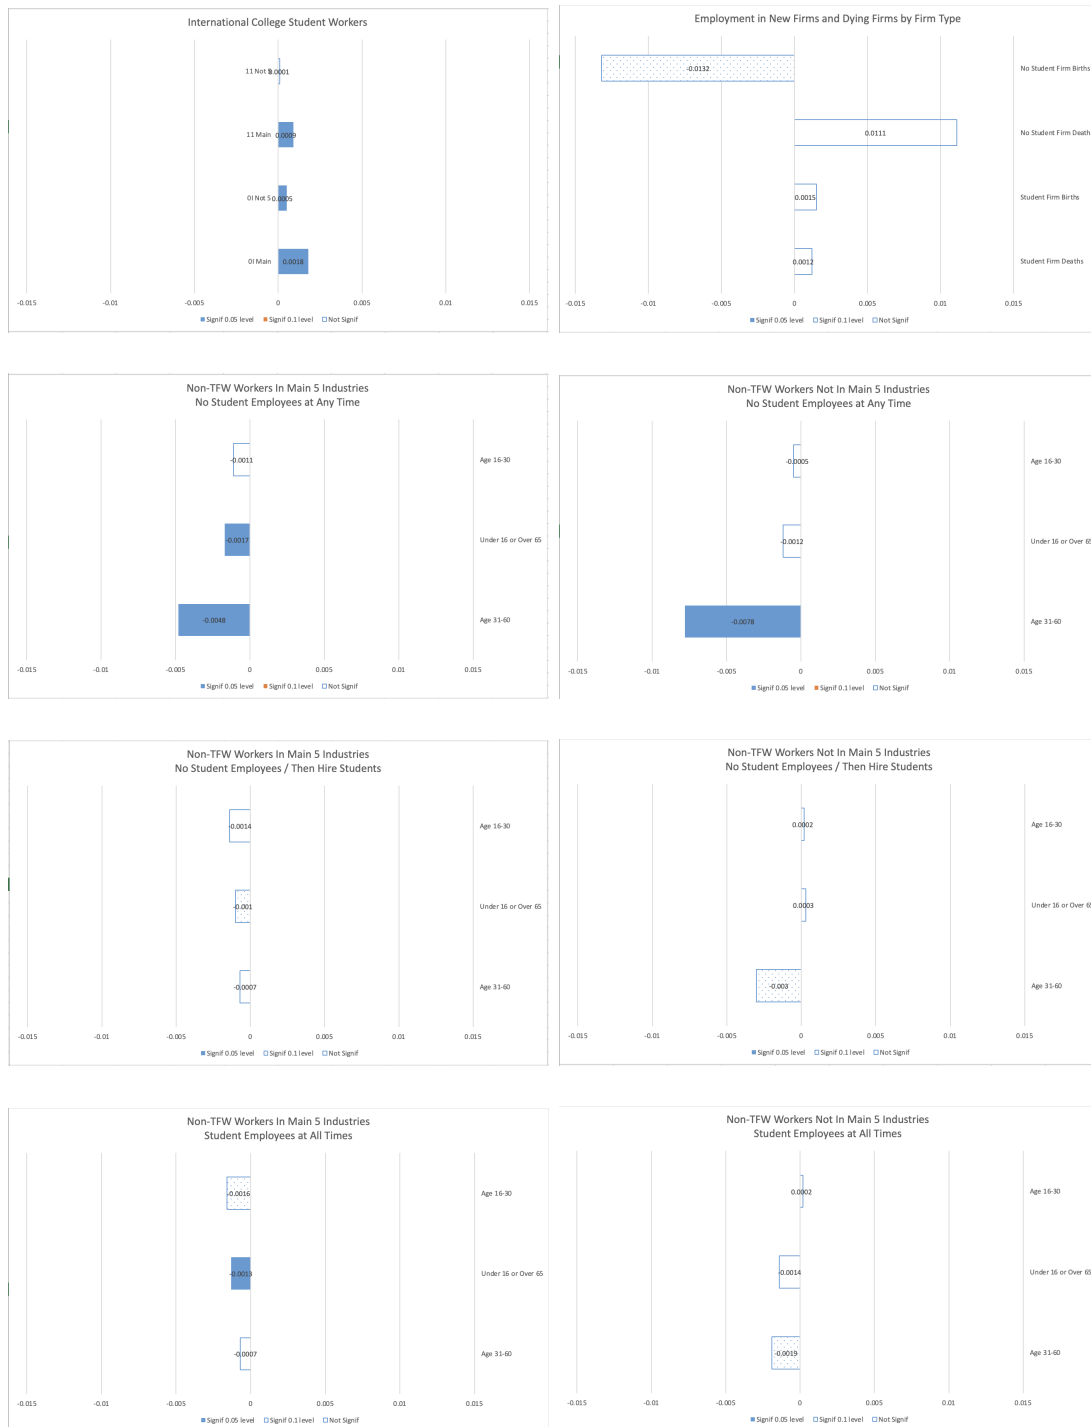 International College Student Workers
11 Not 5
0.0001
11 Main
0.0009
01 Not 5
0.0005
01 Main
0.0018
-0.015 -0.01 -0.005 0 0.005 0.01 0.015
Signif 0.05 level Signif 0.1 level Not Signif
Employment in New Firms and Dying Firms by Firm Type
-0.0132
No Student Firm Births
0.0111
No Student Firm Death
0.0015
Student Firm Births
0.0012
Student Firm Deaths
-0.015 -0.01 -0.005 0 0.005 0.01 0.015
Signif 0.05 level Signif 0.1 level Not Signif
Non-TFW Workers In Main 5 Industries
No Student Employees at Any Time
-0.0011
Age 16-30
-0.0017
Under 16 or Over 65
-0.0048
Age 31-60
-0.015 -0.01 -0.005 0 0.005 0.01 0.015
Signif 0.05 level Signif 0.1 level Not Signif
Non-TFW Workers Not In Main 5 Industries
No Student Employees at Any Time
-0.0005
Age 16-30
-0.0012
Under 16 or Over 65
-0.0078
Age 31-60
-0.015 -0.01 -0.005 0 0.005 0.01 0.015
Signif 0.05 level Signif 0.1 level Not Signif
Non-TFW Workers In Main 5 Industries
No Student Employees / Then Hire Students
-0.0014
Age 16-30
-0.001
Under 16 or Over 65
-0.0007
Age 31-60
-0.015 -0.01 -0.005 0 0.005 0.01 0.015
Signif 0.05 level Signif 0.1 level Not Signif
Non-TFW Workers Not In Main 5 Industries
No Student Employees / Then Hire Students
0.0002
Age 16-30
0.0003
Under 16 or Over 65
-0.003
Age 31-60
-0.015 -0.01 -0.005 0 0.005 0.01 0.015
Signif 0.05 level Signif 0.1 level Not Signif
Non-TFW Workers In Main 5 Industries
Student Employees at All Times
-0.0016
Age 16-30
-0.0013
Under 16 or Over 65
-0.0007
Age 31-60
-0.015 -0.01 -0.005 0 0.005 0.01 0.015
Signif 0.05 level Signif 0.1 level Not Signif
Non-TFW Workers Not In Main 5 Industries
Student Employees at All Times
0.0002
Age 16-30
-0.0014
Under 16 or Over 65
-0.0019
Age 31-60
-0.015 -0.01 -0.005 0 0.005 0.01 0.015
Signif 0.05 level Signif 0.1 level Not Signif